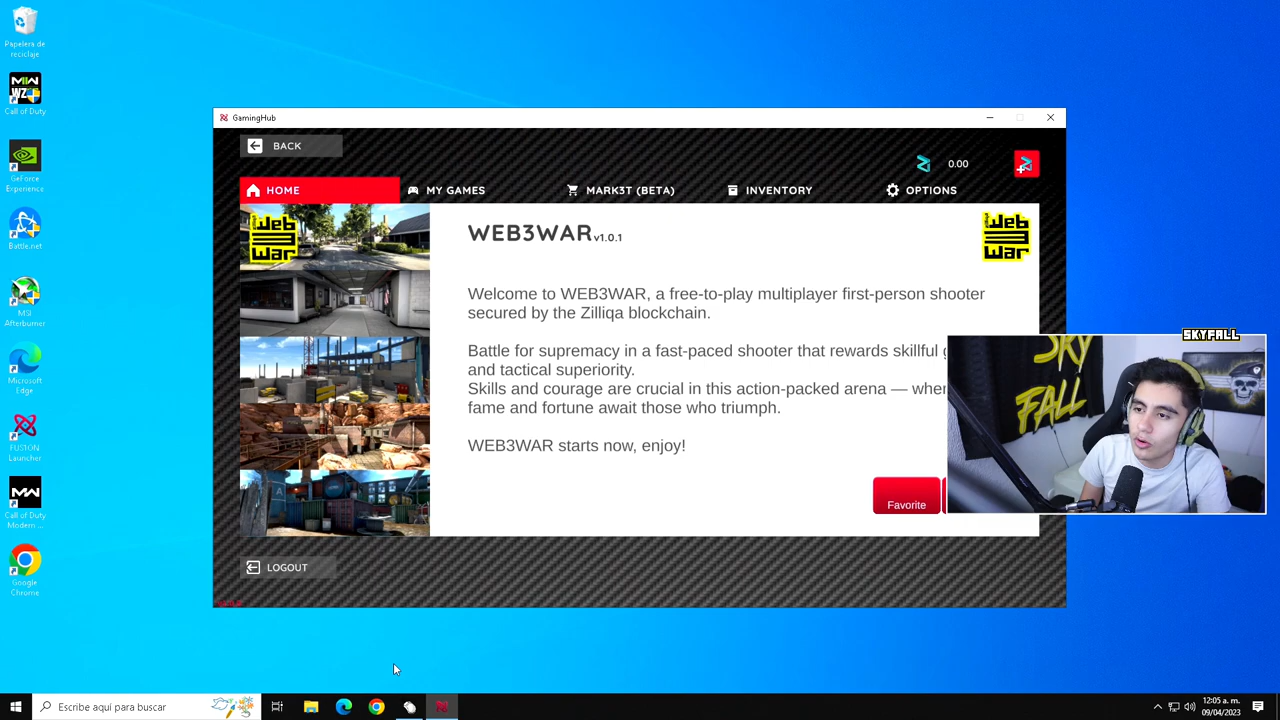 Papelera de
reciclaje
Call of Duty
GeForce
Experience
Battle.net
MSI
Afterburner
Microsoft
Edge
FUS1ON
Launcher
Call of Duty
Modern ...
Google
Chrome
GamingHub
BACK
0.00
HOME
MY GAMES
MARK3T (BETA)
INVENTORY
OPTIONS
Web
3
War
WEB3WAR v1.0.1
Web
3
War
Welcome to WEB3WAR, a free-to-play multiplayer first-person shooter
secured by the Zilliqa blockchain.
Battle for supremacy in a fast-paced shooter that rewards skillful
and tactical superiority.
Skills and courage are crucial in this action-packed arena —
fame and fortune await those who triumph.
WEB3WAR starts now, enjoy!
Favorite
LOGOUT
SKYFALL
SKY
FALL
Escribe aquí para buscar
12:05 a. m.
09/04/2023